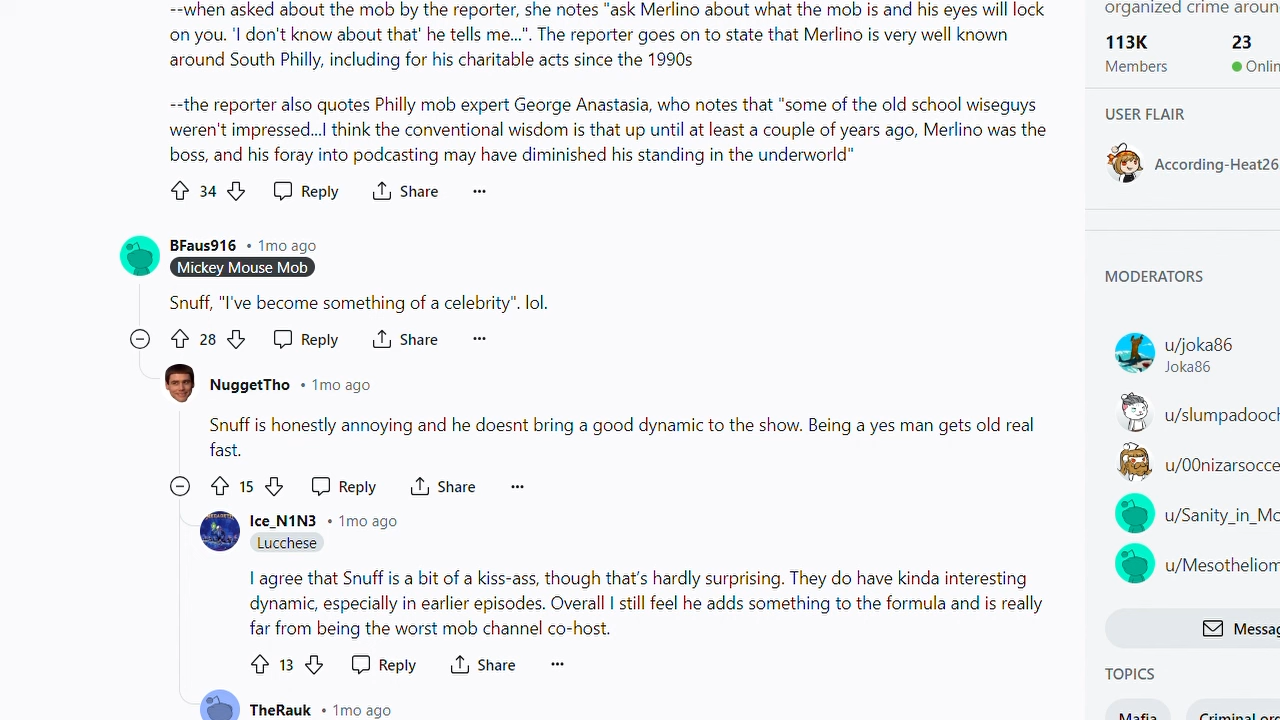 --when asked about the mob by the reporter, she notes "ask Merlino about what the mob is and his eyes will lock
on you. 'I don't know about that' he tells me...". The reporter goes on to state that Merlino is very well known
around South Philly, including for his charitable acts since the 1990s
--the reporter also quotes Philly mob expert George Anastasia, who notes that "some of the old school wiseguys
weren't impressed...I think the conventional wisdom is that up until at least a couple of years ago, Merlino was the
boss, and his foray into podcasting may have diminished his standing in the underworld"
34 Reply Share ...
BFaus916 • 1mo ago
Mickey Mouse Mob
Snuff, "I've become something of a celebrity". lol.
28 Reply Share ...
NuggetTho • 1mo ago
Snuff is honestly annoying and he doesnt bring a good dynamic to the show. Being a yes man gets old real
fast.
15 Reply Share ...
Ice_N1N3 • 1mo ago
Lucchese
I agree that Snuff is a bit of a kiss-ass, though that’s hardly surprising. They do have kinda interesting
dynamic, especially in earlier episodes. Overall I still feel he adds something to the formula and is really
far from being the worst mob channel co-host.
13 Reply Share ...
TheRauk • 1mo ago
organized crime aroun
113K 23
Members Onlin
USER FLAIR
According-Heat26
MODERATORS
u/joka86
Joka86
u/slumpadooch
u/00nizarsocce
u/Sanity_in_Mo
u/Mesotheliom
Messag
TOPICS
Mafia Criminal or